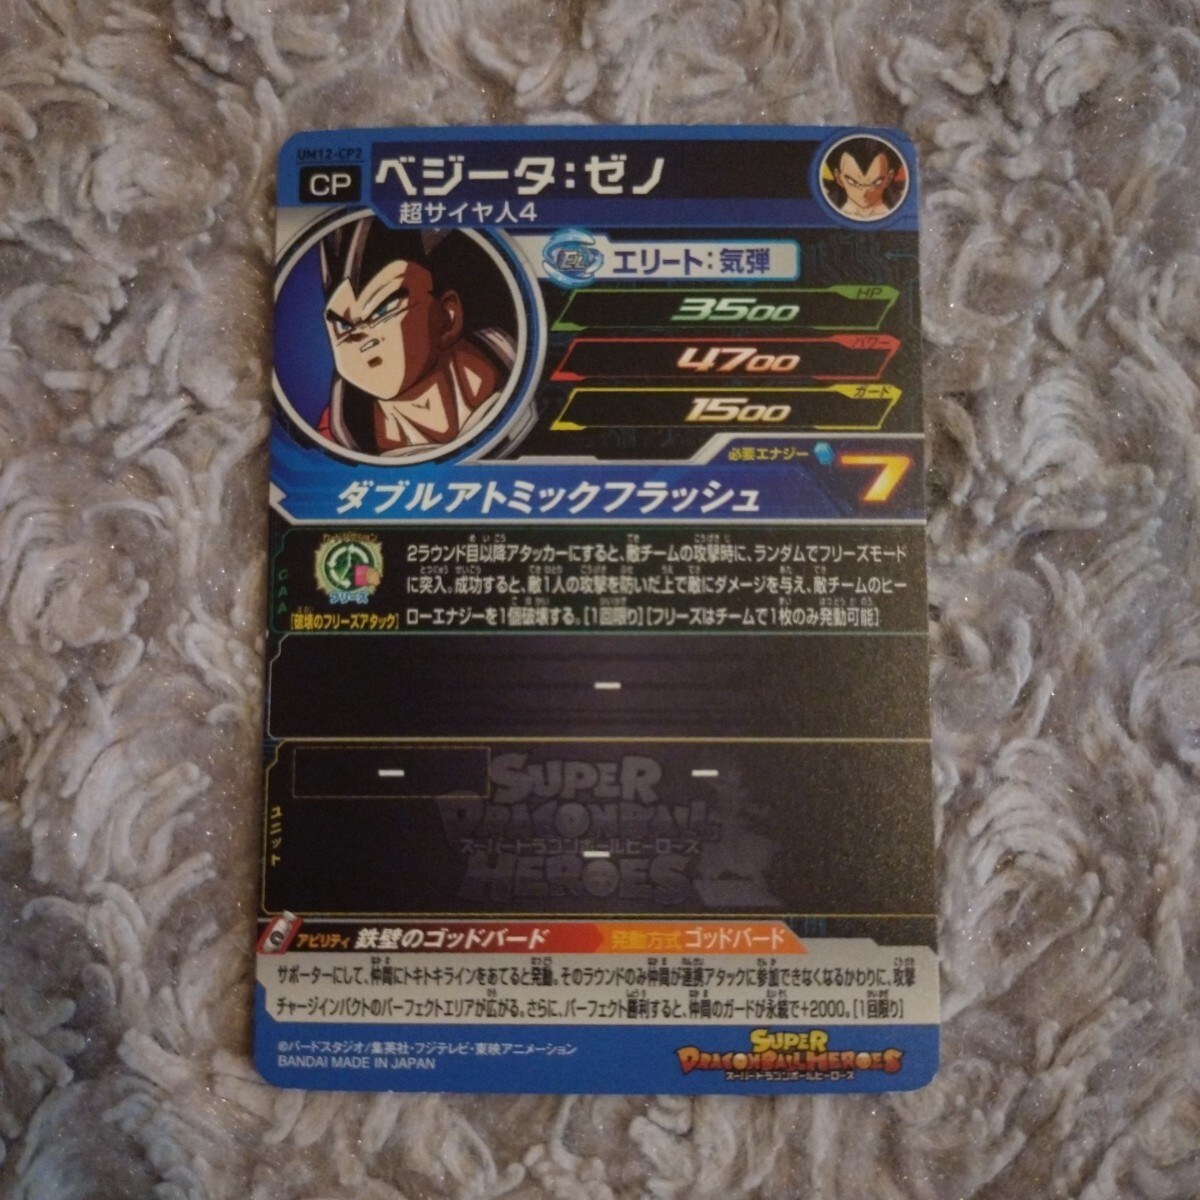 UM12-CP2
CP
ベジータ:ゼノ
超サイヤ人4
エリート:気弾
HP
3500
パワー
4700
ガード
1500
必要エナジー
7
ダブルアトミックフラッシュ
CAA
フリーズ
[破壊のフリーズアタック]
2ラウンド目以降アタッカーにすると、敵チームの攻撃時に、ランダムでフリーズモード
に突入。成功すると、敵1人の攻撃を防いだ上で敵にダメージを与え、敵チームのヒー
ローエナジーを1個破壊する。[1回限り][フリーズはチームで1枚のみ発動可能]
ー
ー
ー
ー
ユニット
SUPER
DRAGONBALL
スーパードラゴンボールヒーローズ
HEROES
アビリティ 鉄壁のゴッドバード
発動方式 ゴッドバード
サポーターにして、仲間にトキトキラインをあてると発動。そのラウンドのみ仲間が連携アタックに参加できなくなるかわりに、攻撃
チャージインパクトのパーフェクトエリアが広がる。さらに、パーフェクト勝利すると、仲間のガードが永続で+2000。[1回限り]
©バードスタジオ/集英社・フジテレビ・東映アニメーション
BANDAI MADE IN JAPAN
SUPER
DRAGONBALL HEROES
スーパードラゴンボールヒーローズ